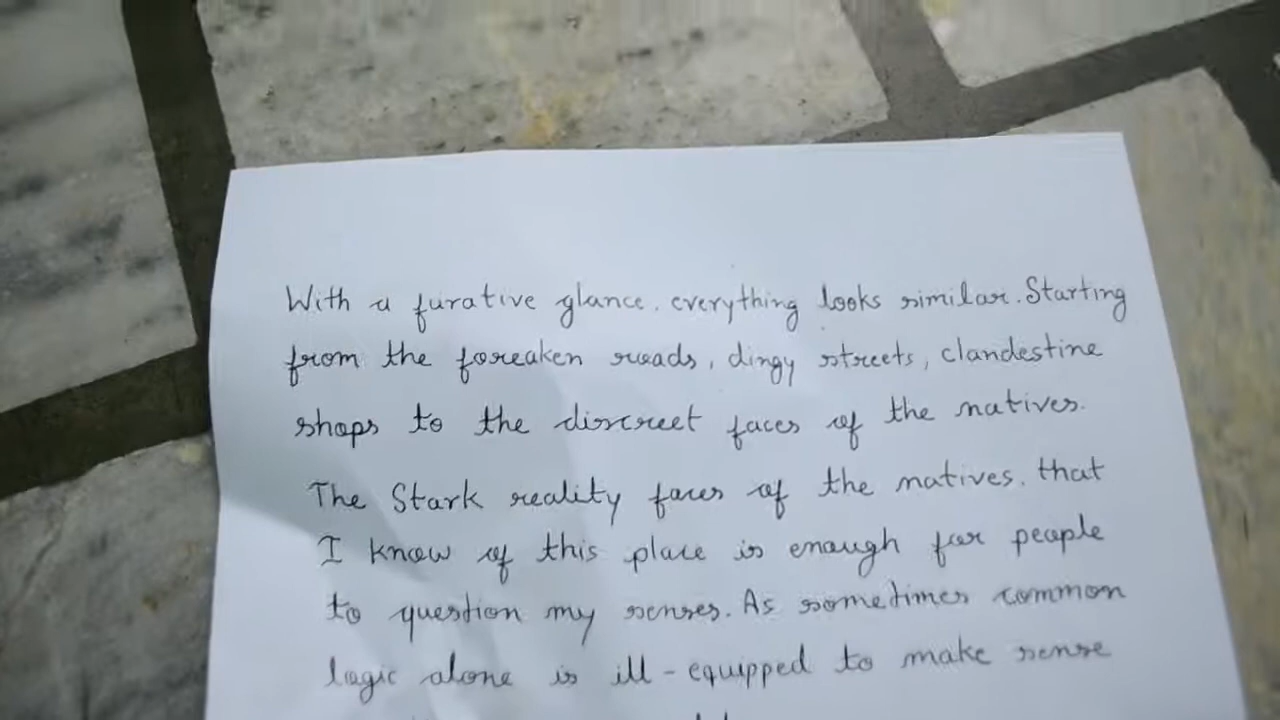 With a furative glance. everything looks similar. Starting
from the foreaken roads, dingy streets, clandestine
shops to the discreet faces of the natives.
The Stark reality faces of the natives. that
I know of this place is enough for people
to question my senses. As sometimes common
logic alone is ill-equipped to make sense